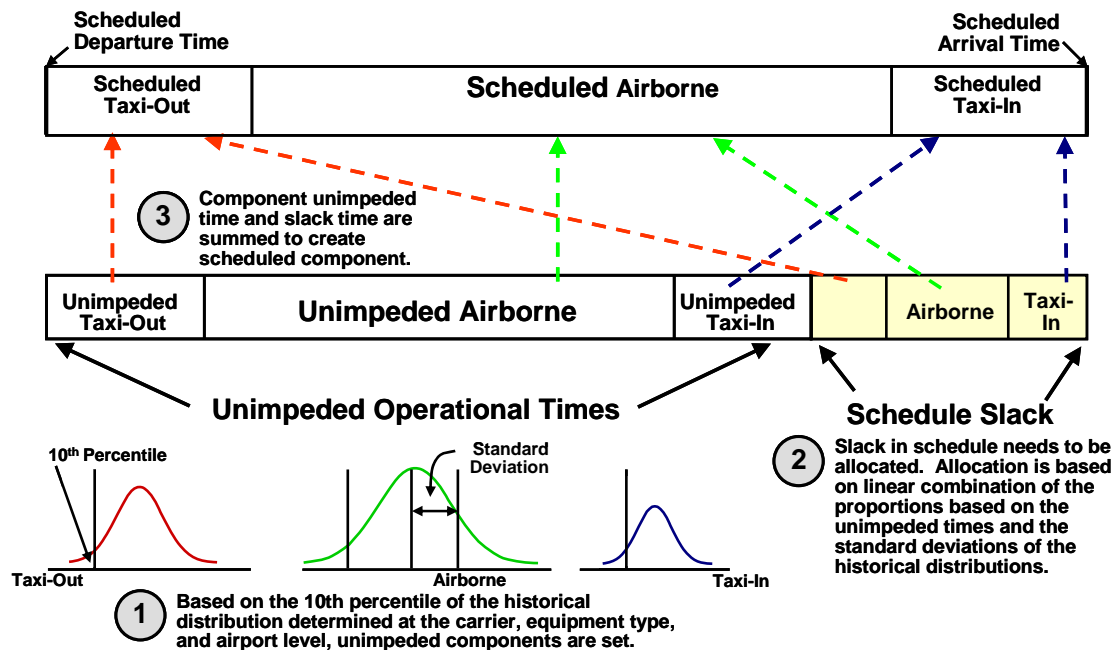 Scheduled
Departure Time
Scheduled
Arrival Time
Scheduled
Taxi-Out
Scheduled Airborne
Scheduled
Taxi-In
3
Component unimpeded
time and slack time are
summed to create
scheduled component.
Unimpeded
Taxi-Out
Unimpeded Airborne
Unimpeded
Taxi-In
Airborne
Taxi-
In
Unimpeded Operational Times
Schedule Slack
10th Percentile
Standard
Deviation
2
Slack in schedule needs to be
allocated. Allocation is based
on linear combination of the
proportions based on the
unimpeded times and the
standard deviations of the
historical distributions.
Taxi-Out
Airborne
Taxi-In
1
Based on the 10th percentile of the historical
distribution determined at the carrier, equipment type,
and airport level, unimpeded components are set.